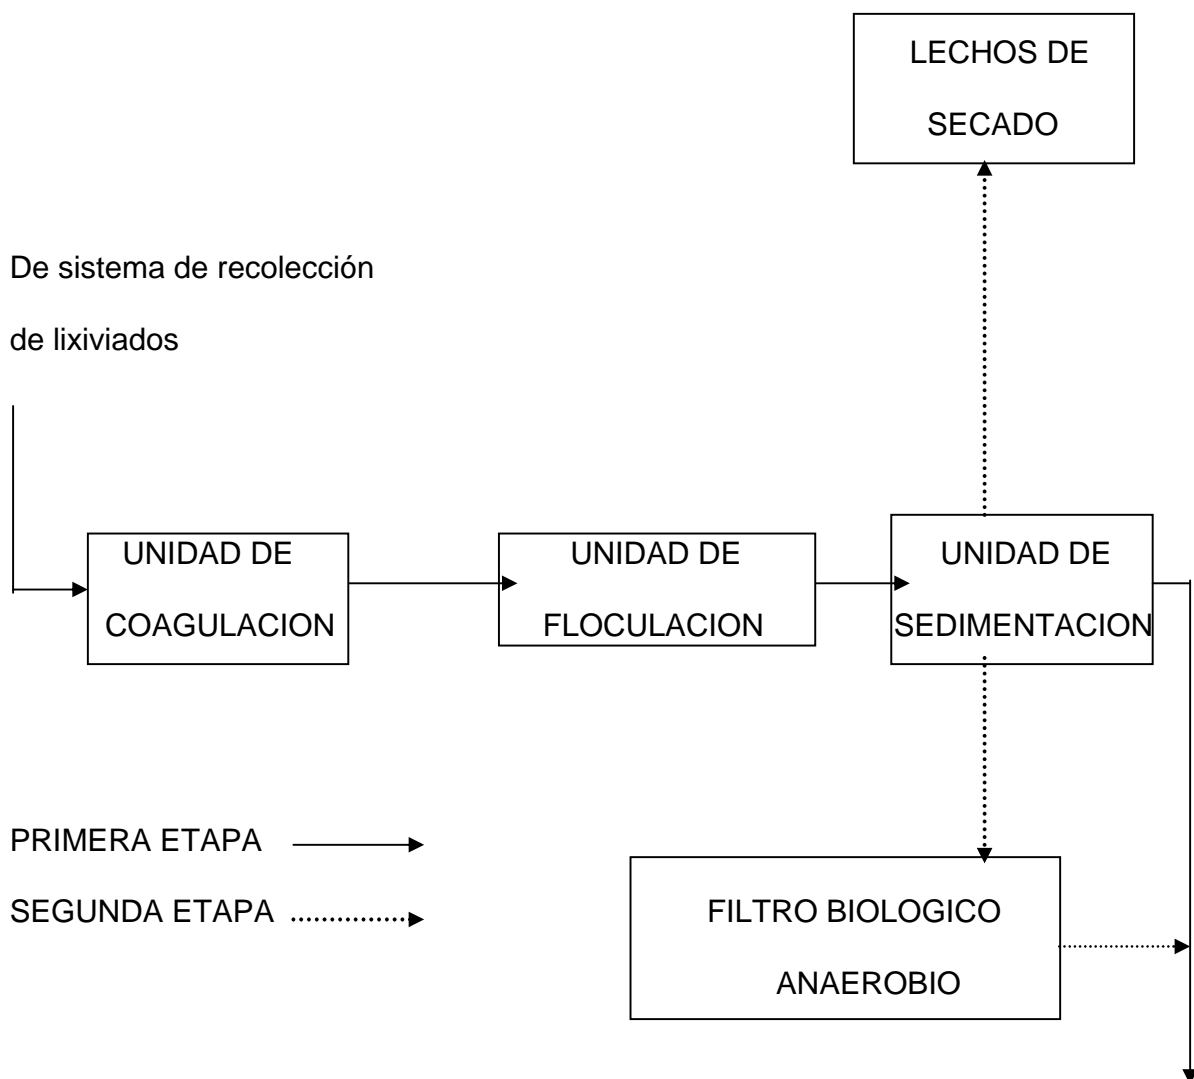 LECHOS DE
SECADO
De sistema de recolección
de lixiviados
UNIDAD DE
COAGULACION
UNIDAD DE
FLOCULACION
UNIDAD DE
SEDIMENTACION
PRIMERA ETAPA
SEGUNDA ETAPA
FILTRO BIOLOGICO
ANAEROBIO